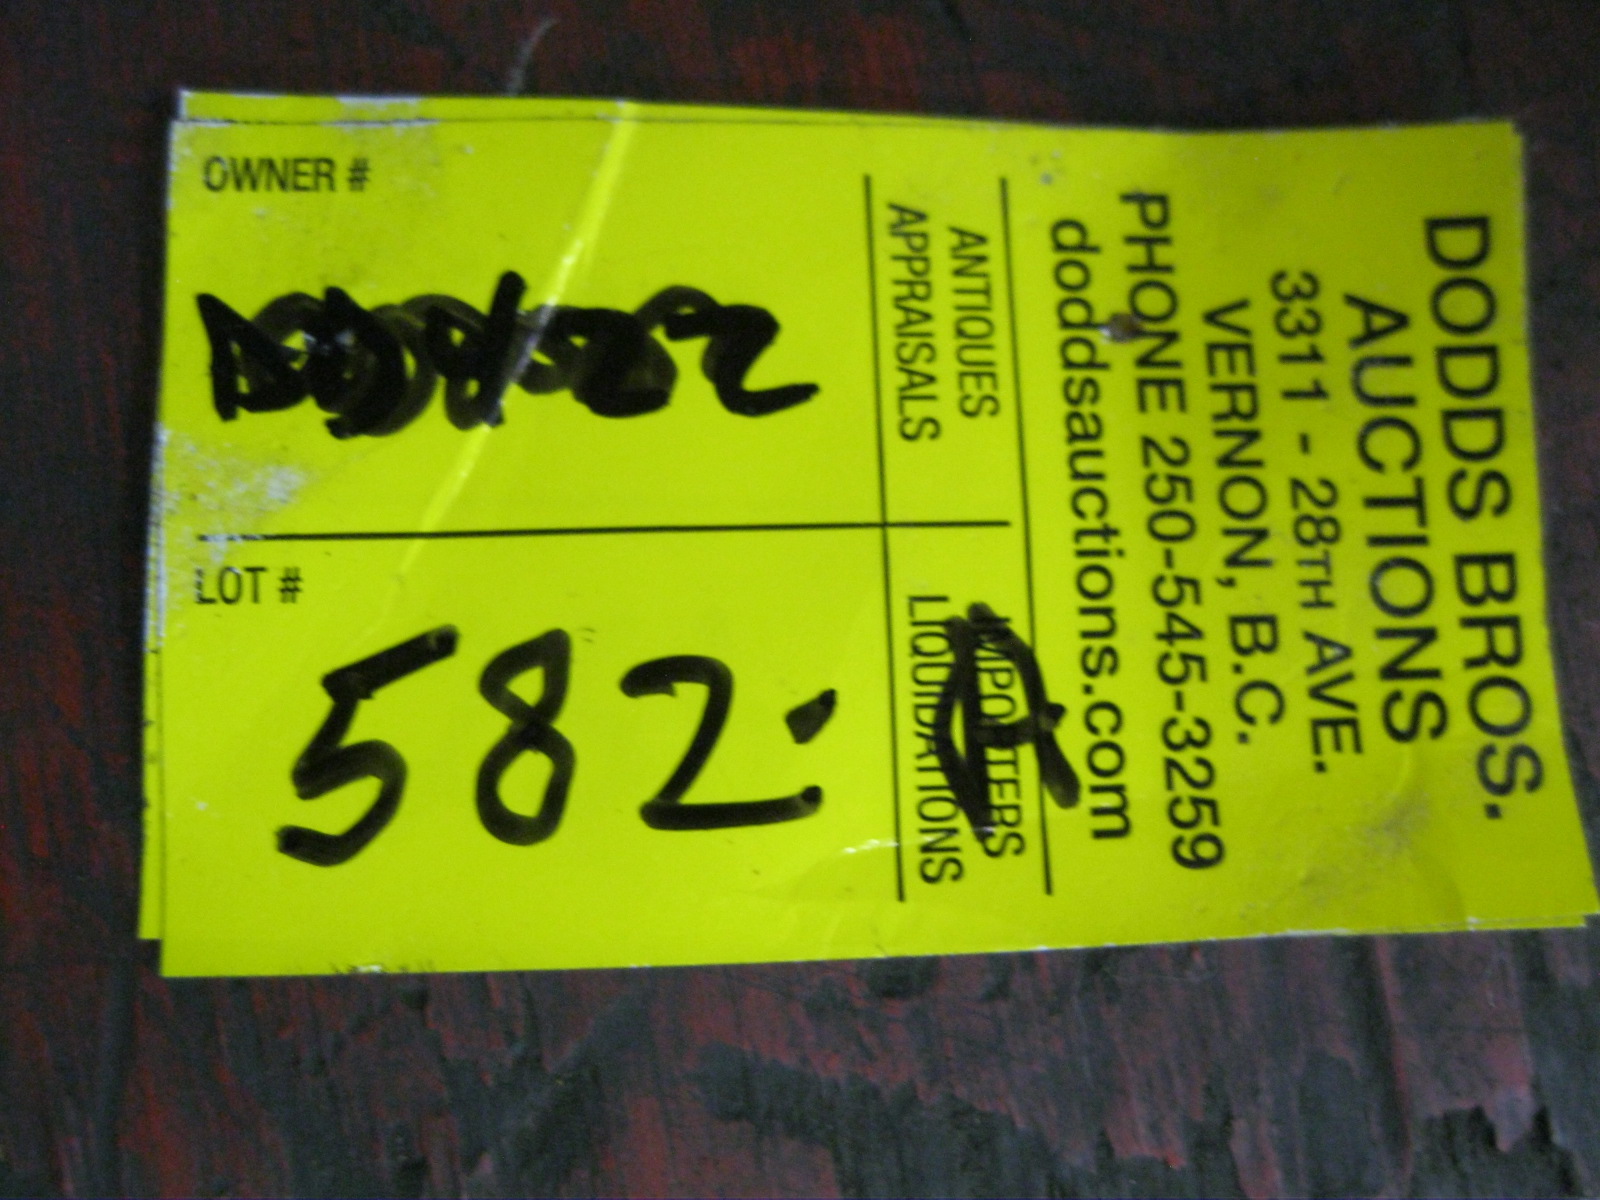 DODDS BROS.
AUCTIONS
3311 - 28TH AVE.
VERNON, B.C.
PHONE 250-545-3259
doddsauctions.com
ANTIQUES
APPRAISALS
IMPORTERS
LIQUIDATIONS
OWNER #
LOT #
582·A